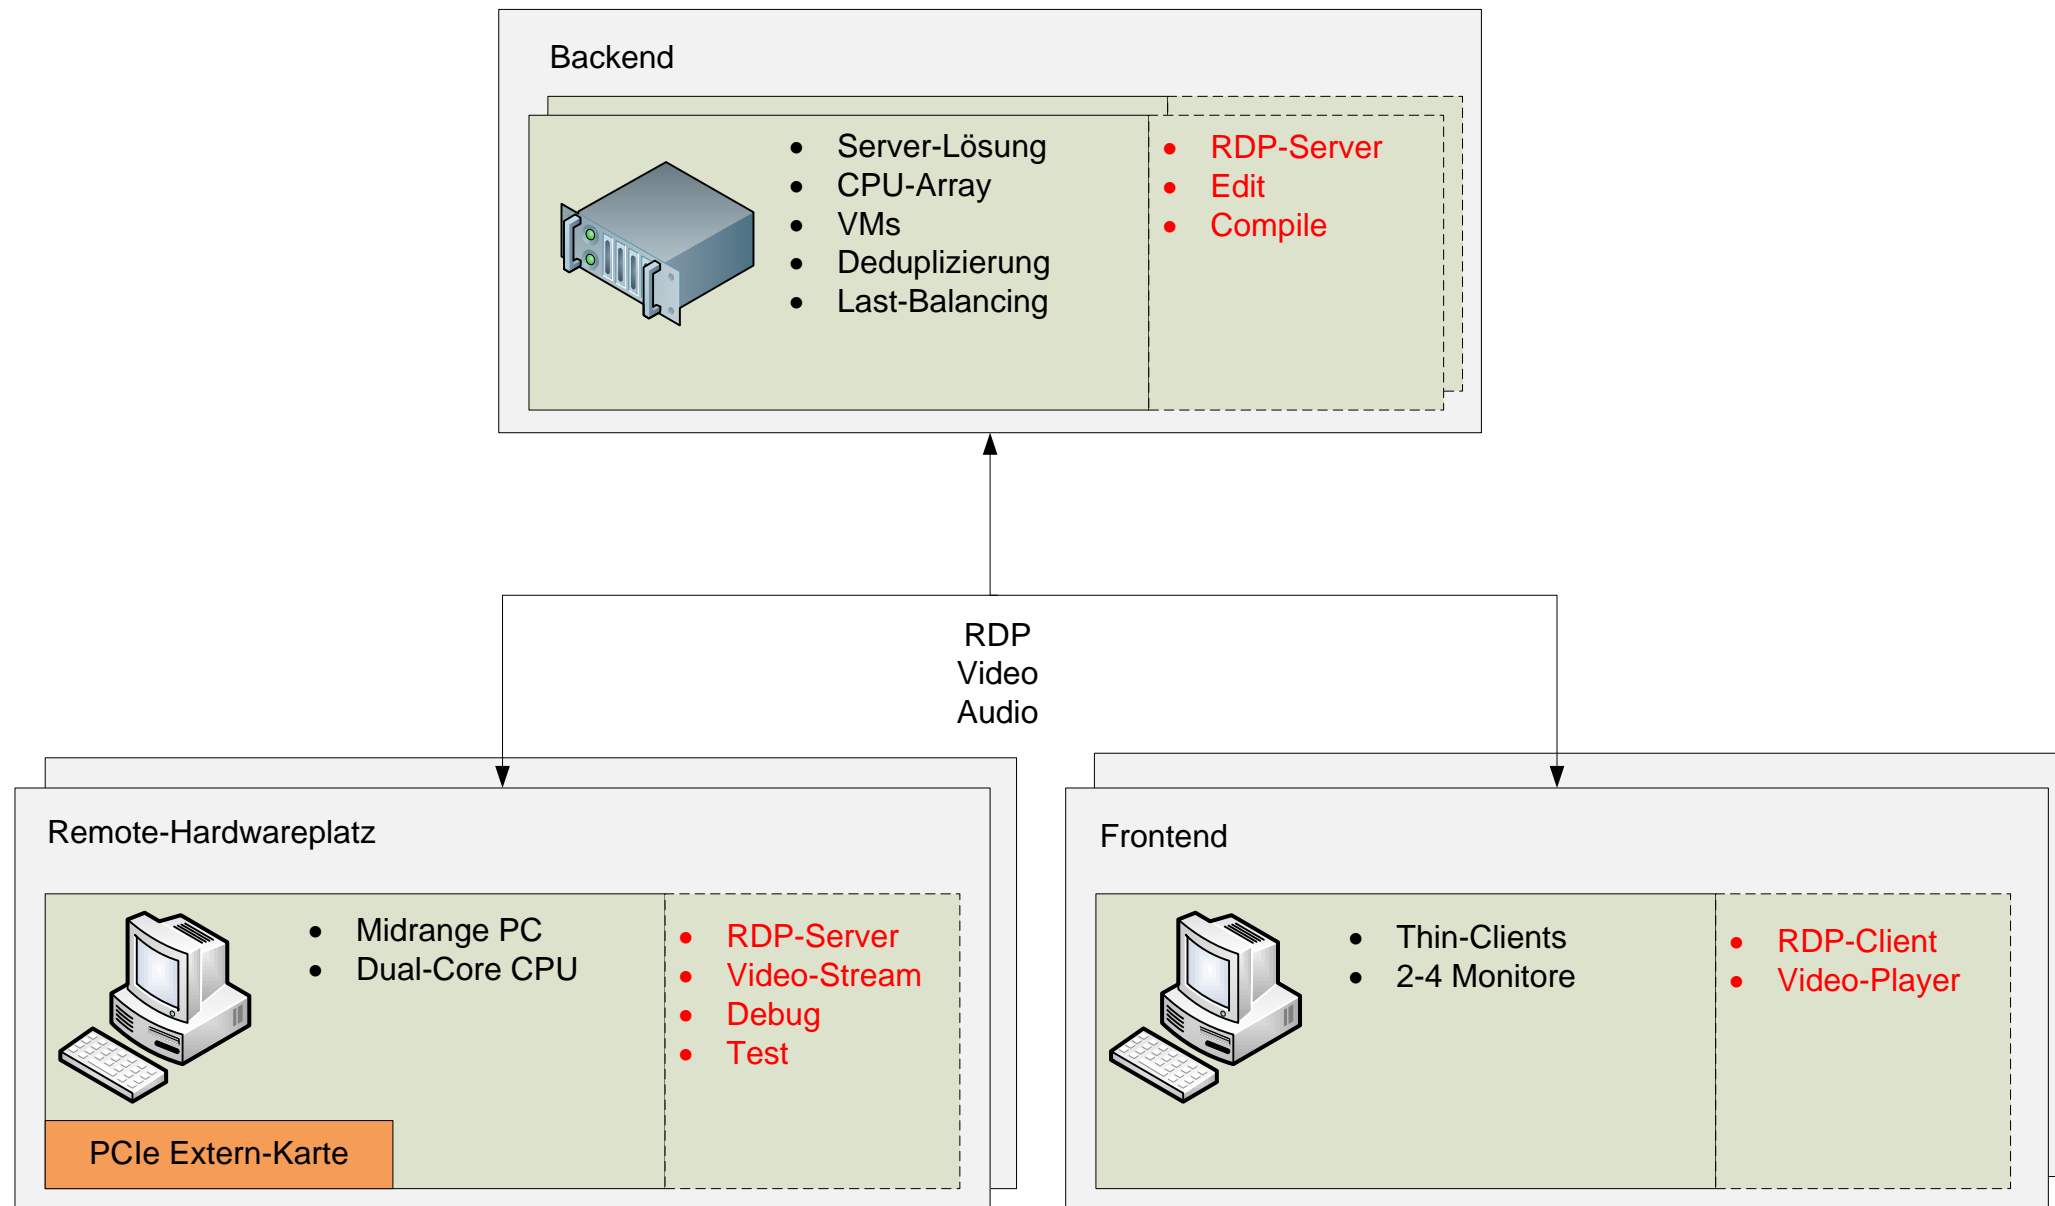 Backend
Server-Lösung
CPU-Array
VMs
Deduplizierung
Last-Balancing
RDP-Server
Edit
Compile
RDP
Video
Audio
Remote-Hardwareplatz
Midrange PC
Dual-Core CPU
RDP-Server
Video-Stream
Debug
Test
PCIe Extern-Karte
Frontend
Thin-Clients
2-4 Monitore
RDP-Client
Video-Player